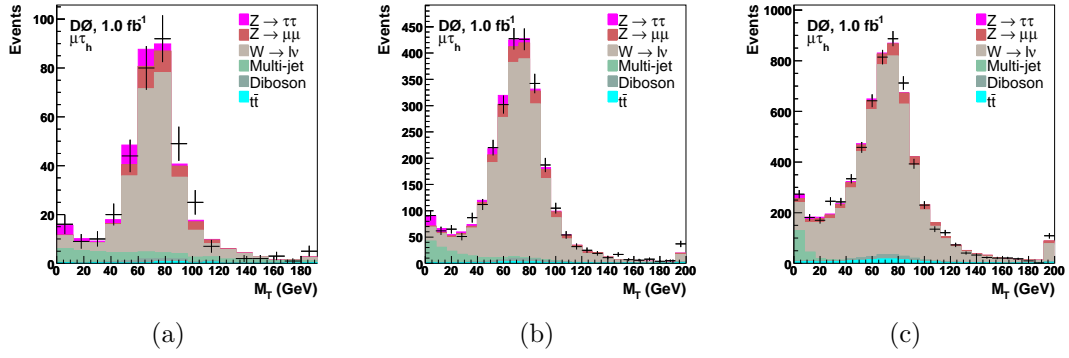 Events
100
80
60
40
20
0
DØ, 1.0 fb⁻¹
μτh
Z → ττ
Z → μμ
W → lν
Multi-jet
Diboson
tt̄
0 20 40 60 80 100 120 140 160 180
M_T (GeV)
(a)
Events
450
400
350
300
250
200
150
100
50
0
DØ, 1.0 fb⁻¹
μτh
Z → ττ
Z → μμ
W → lν
Multi-jet
Diboson
tt̄
0 20 40 60 80 100 120 140 160 180 200
M_T (GeV)
(b)
Events
1000
800
600
400
200
0
DØ, 1.0 fb⁻¹
μτh
Z → ττ
Z → μμ
W → lν
Multi-jet
Diboson
tt̄
0 20 40 60 80 100 120 140 160 180 200
M_T (GeV)
(c)